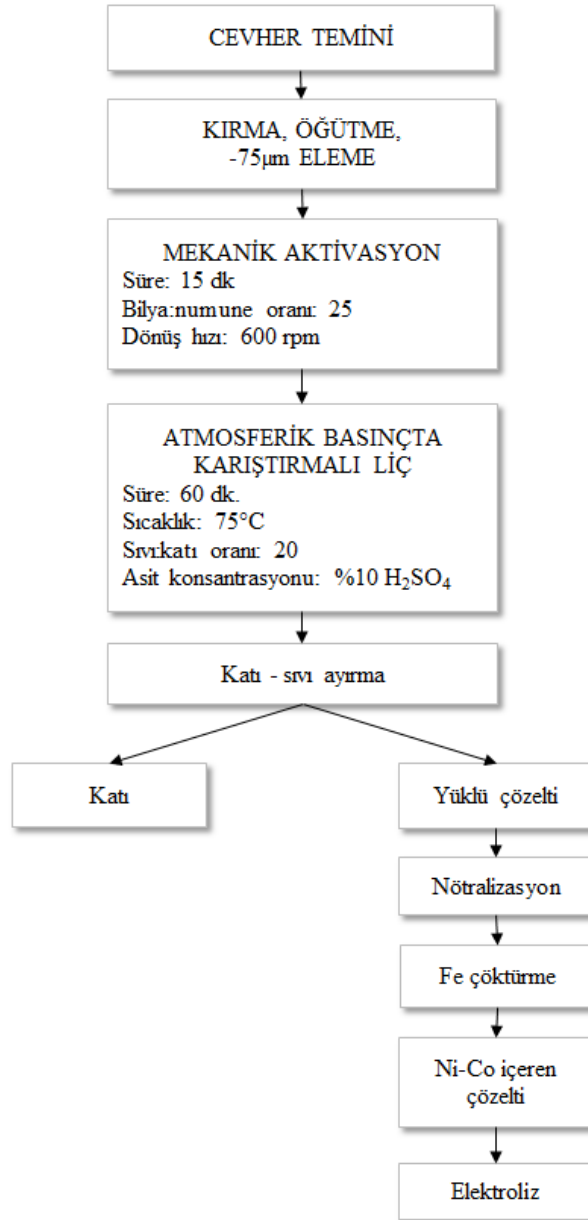 CEVHER TEMİNİ
KIRMA, ÖĞÜTME,
-75µm ELEME
MEKANİK AKTİVASYON
Süre: 15 dk
Bilya:numune oranı: 25
Dönüş hızı: 600 rpm
ATMOSFERİK BASINÇTA
KARIŞTIRMALI LİÇ
Süre: 60 dk.
Sıcaklık: 75°C
Sıvı:katı oranı: 20
Asit konsantrasyonu: %10 H₂SO₄
Katı - sıvı ayırma
Katı
Yüklü çözelti
Nötralizasyon
Fe çöktürme
Ni-Co içeren
çözelti
Elektroliz